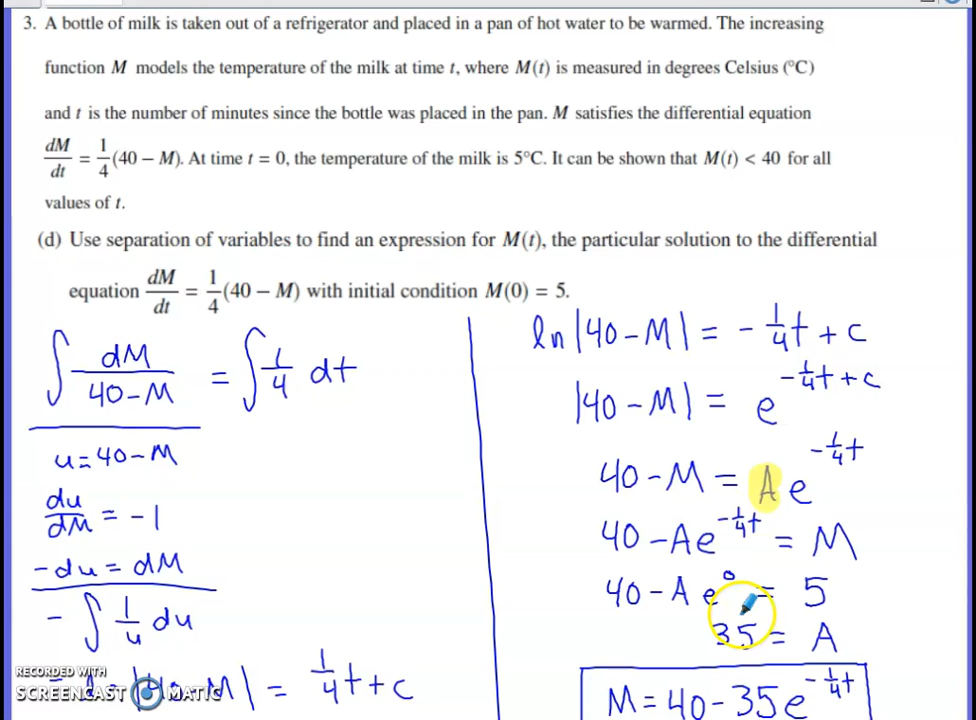 3. A bottle of milk is taken out of a refrigerator and placed in a pan of hot water to be warmed. The increasing
function M models the temperature of the milk at time t, where M(t) is measured in degrees Celsius (°C)
and t is the number of minutes since the bottle was placed in the pan. M satisfies the differential equation
dM/dt = 1/4(40 − M). At time t = 0, the temperature of the milk is 5°C. It can be shown that M(t) < 40 for all
values of t.
(d) Use separation of variables to find an expression for M(t), the particular solution to the differential
equation dM/dt = 1/4(40 − M) with initial condition M(0) = 5.
∫ dM/(40−M) = ∫ 1/4 dt
u = 40−M
du/dM = −1
−du = dM
− ∫ 1/u du
|40−M| = 1/4 t + c
ln|40−M| = −1/4 t + c
|40−M| = e^(−1/4 t + c)
40−M = A e^(−1/4 t)
40−Ae^(−1/4 t) = M
40−A e^0 = 5
35 = A
M = 40−35e^(−1/4 t)
RECORDED WITH
SCREENCAST MATIC